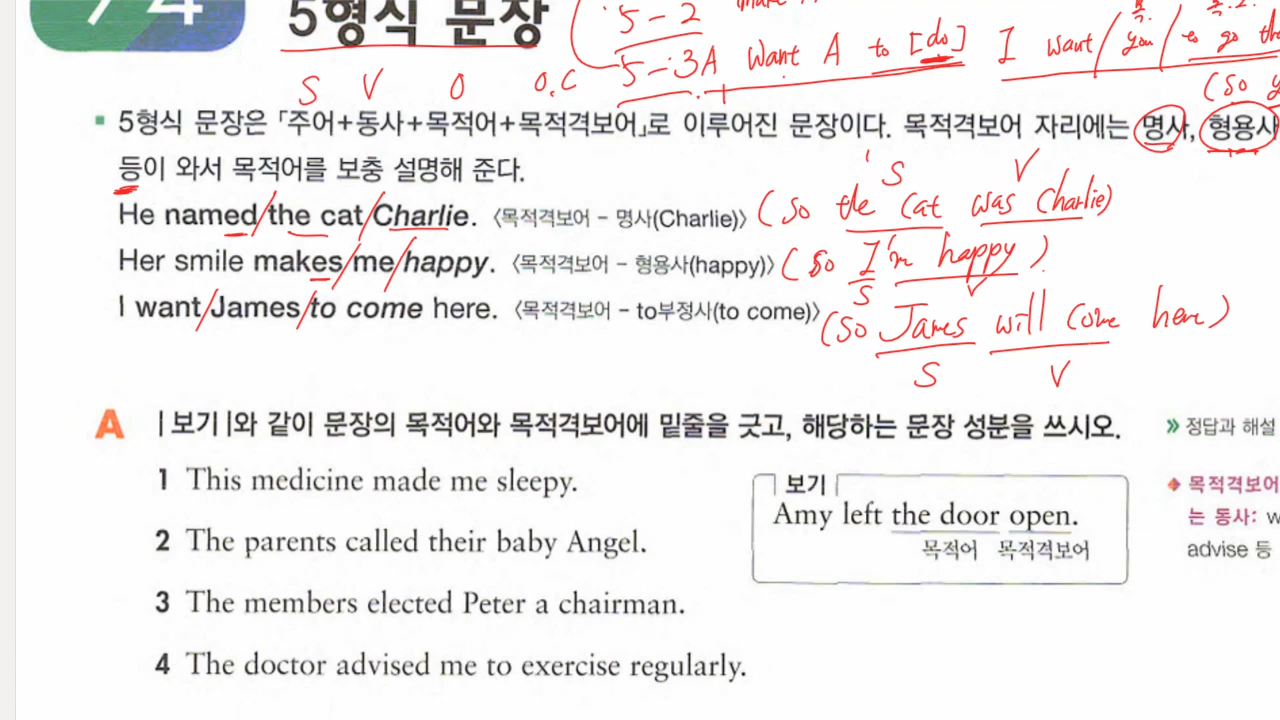 5형식 문장
5-2
5-3A want A to [do] I want / you / to go
S V O O.C
5형식 문장은 「주어+동사+목적어+목적격보어」로 이루어진 문장이다. 목적격보어 자리에는 명사, 형용사
등이 와서 목적어를 보충 설명해 준다.
S V
He named/the cat/Charlie. 〈목적격보어 – 명사(Charlie)〉 (So the cat was Charlie)
Her smile makes/me/happy. 〈목적격보어 – 형용사(happy)〉 (So I'm happy)
S V
I want/James/to come here. 〈목적격보어 – to부정사(to come)〉 (So James will come here)
S V
A |보기|와 같이 문장의 목적어와 목적격보어에 밑줄을 긋고, 해당하는 문장 성분을 쓰시오.
» 정답과 해설
1 This medicine made me sleepy.
2 The parents called their baby Angel.
3 The members elected Peter a chairman.
4 The doctor advised me to exercise regularly.
보기
Amy left the door open.
목적어 목적격보어
목적격보어
는 동사:
advise 등